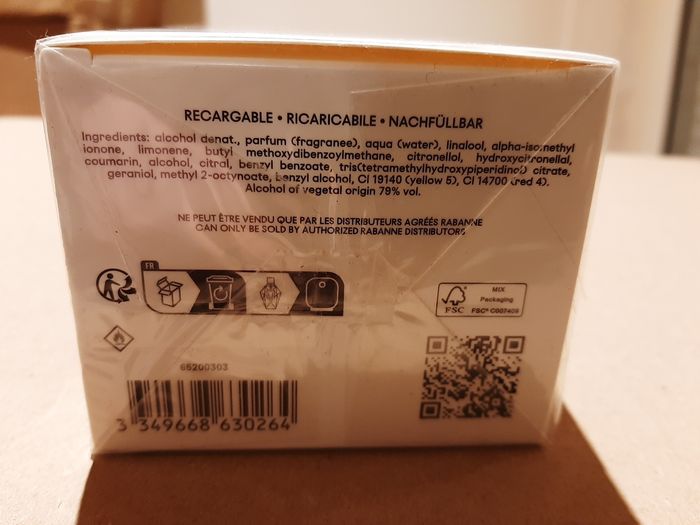 RECARGABLE • RICARICABILE • NACHFÜLLBAR
Ingredients: alcohol denat., parfum (fragranee), aqua (water), linalool, alpha-isomethyl
ionone, limonene, butyl methoxydibenzoylmethane, citronellol, hydroxycitronellal,
coumarin, alcohol, citral, benzyl benzoate, tris(tetramethylhydroxypiperidinol) citrate,
geraniol, methyl 2-octynoate, benzyl alcohol, CI 19140 (yellow 5), CI 14700 (red 4).
Alcohol of vegetal origin 79% vol.
NE PEUT ÊTRE VENDU QUE PAR LES DISTRIBUTEURS AGRÉÉS RABANNE
CAN ONLY BE SOLD BY AUTHORIZED RABANNE DISTRIBUTORS
FR
FSC
MIX
Packaging
FSC® C007409
65200303
3 349668 630264